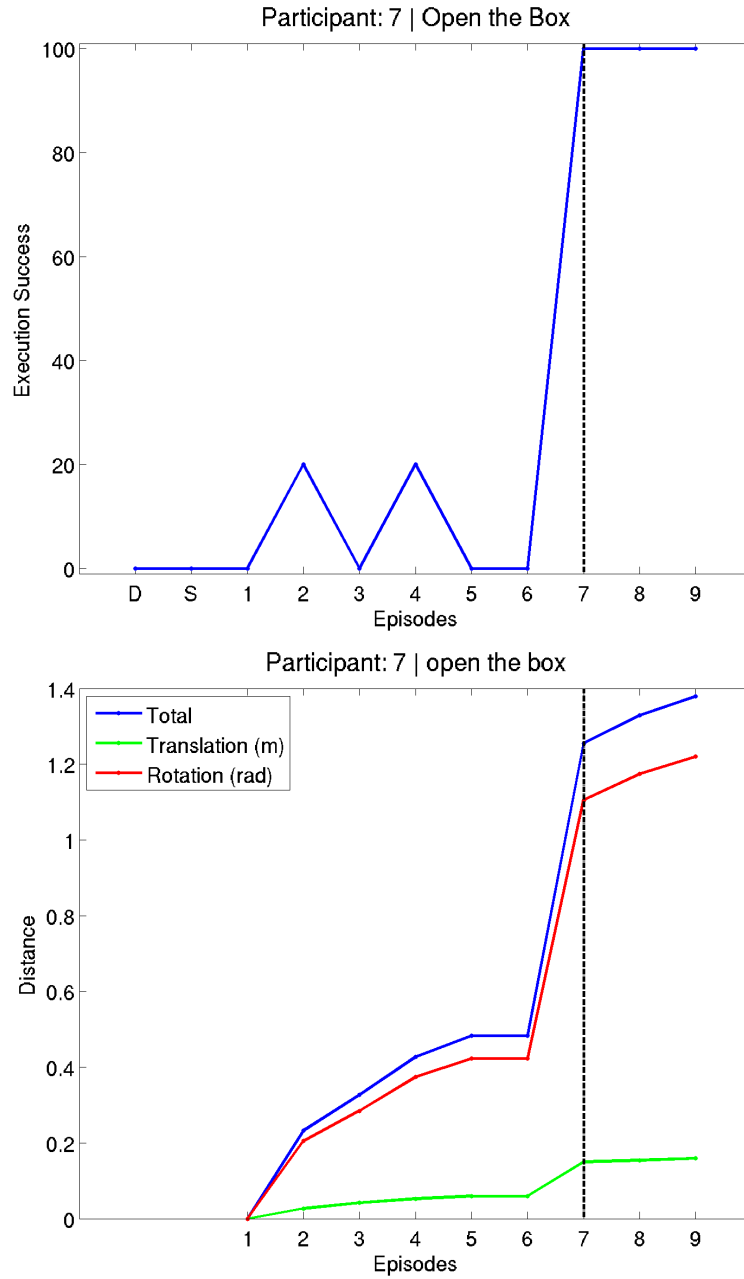 Participant: 7 | Open the Box
100
80
60
40
20
0
Execution Success
D S 1 2 3 4 5 6 7 8 9
Episodes
Participant: 7 | open the box
1.4
1.2
1
0.8
0.6
0.4
0.2
0
Distance
Total
Translation (m)
Rotation (rad)
1 2 3 4 5 6 7 8 9
Episodes